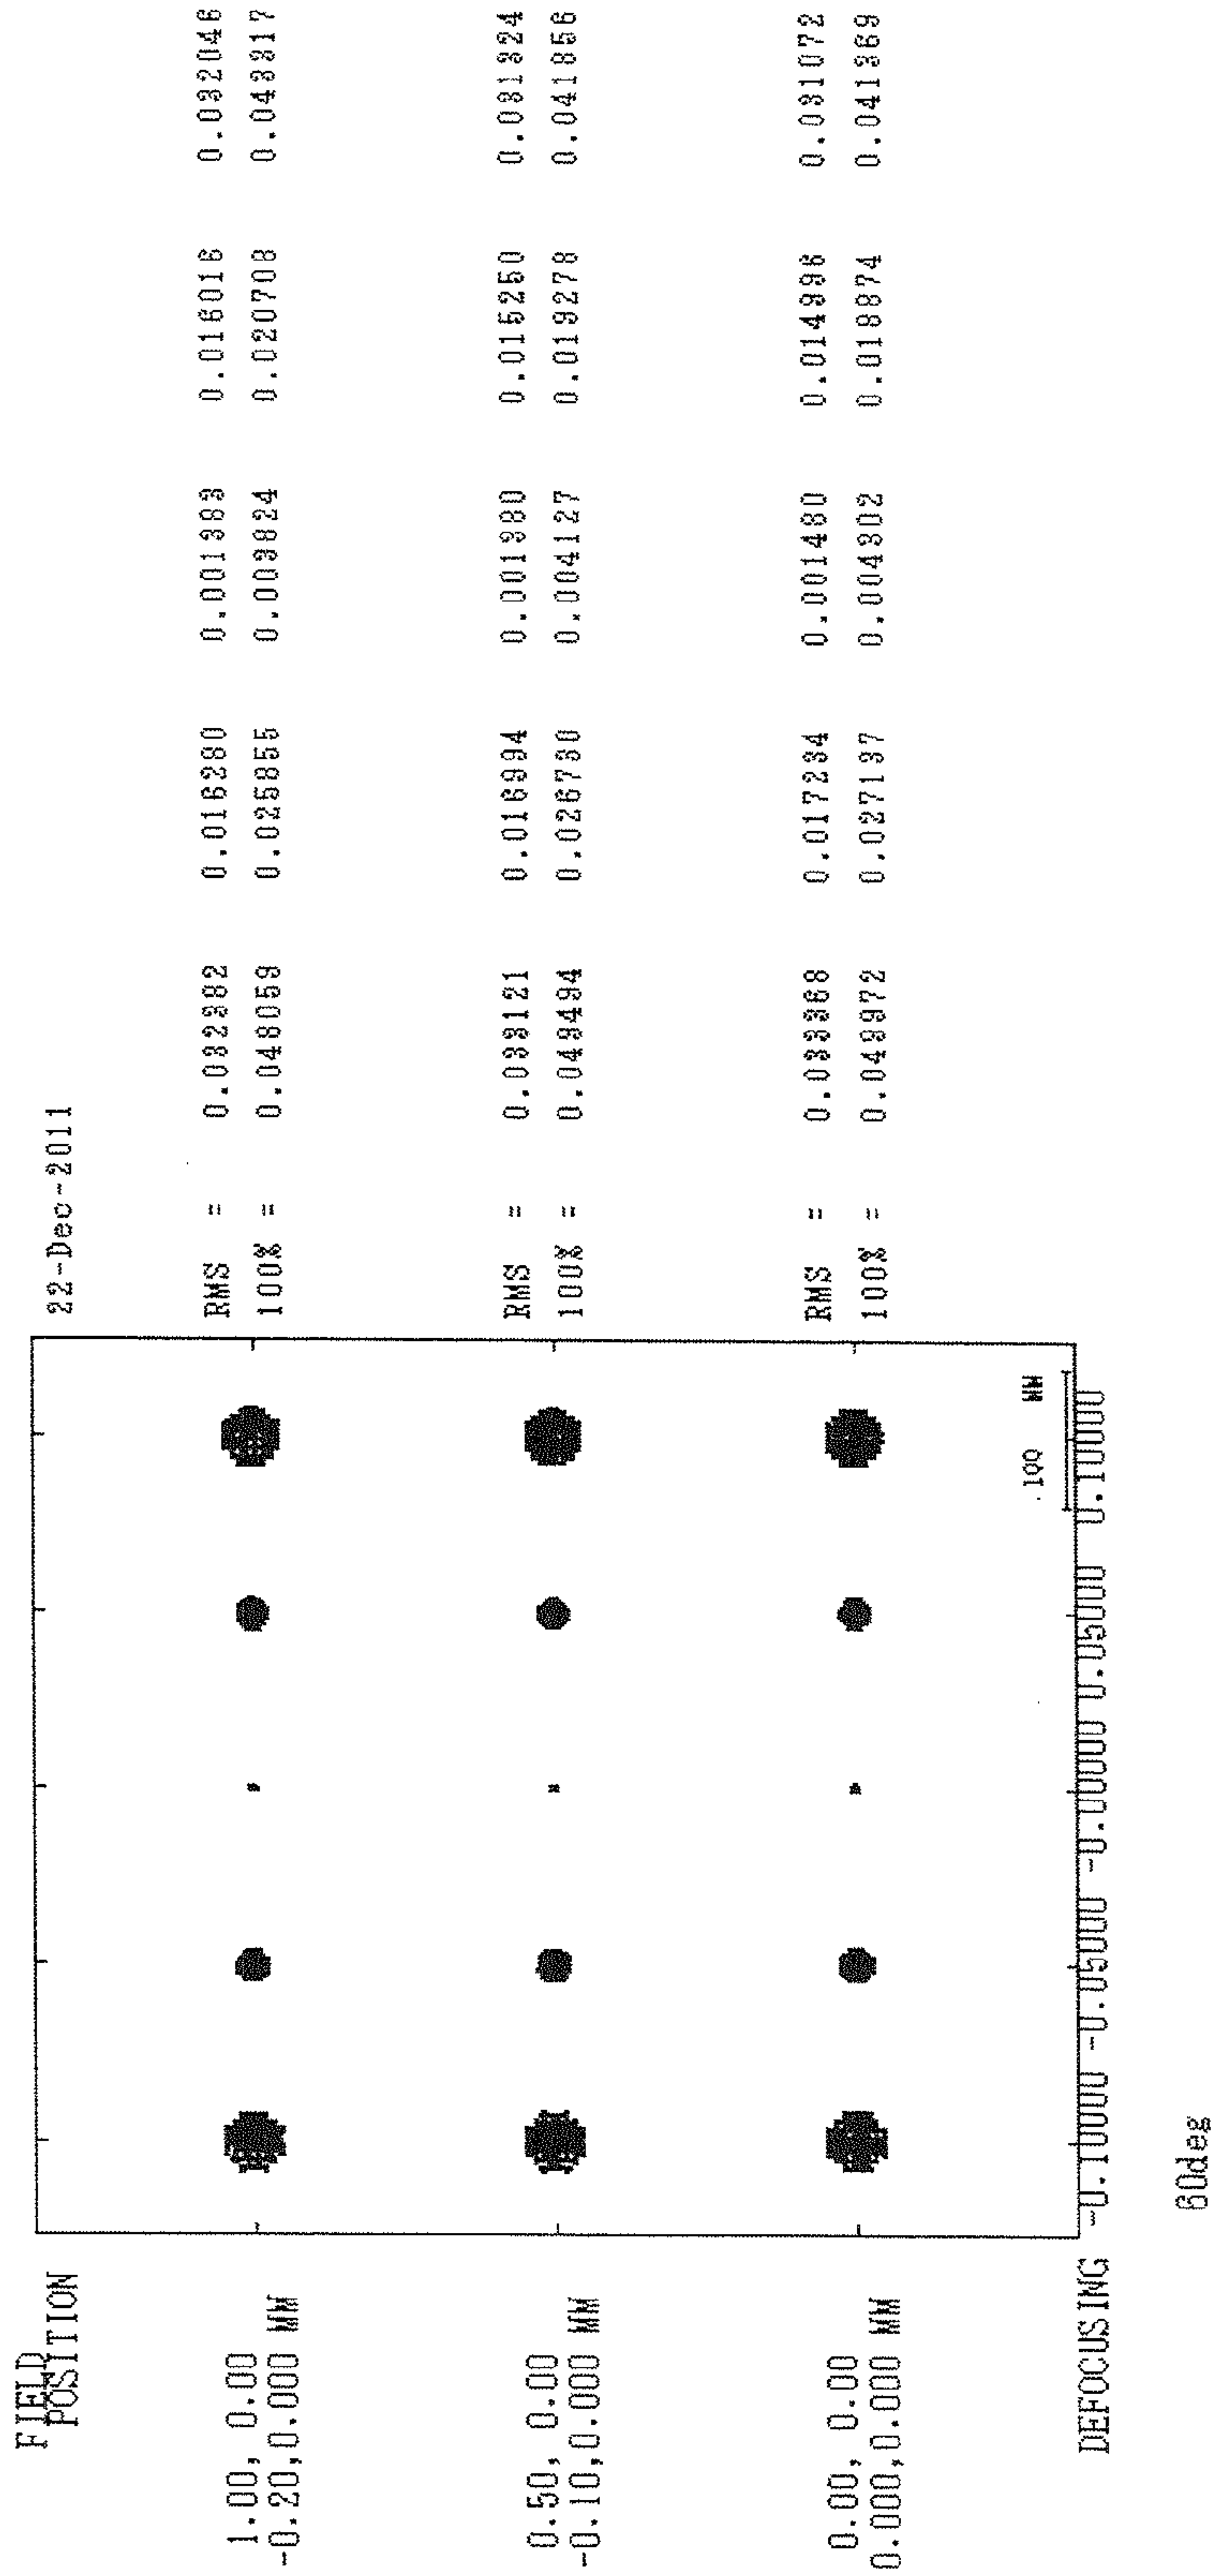 FIELD
POSITION
22-Dec-2011
1.00, 0.00
-0.20,0.000 MM
RMS = 0.032382 0.016280 0.001383 0.016016 0.032046
100% = 0.048059 0.025855 0.003824 0.020708 0.043317
0.50, 0.00
-0.10,0.000 MM
RMS = 0.033121 0.016994 0.001380 0.015250 0.031324
100% = 0.049494 0.026730 0.004127 0.019278 0.041856
0.00, 0.00
0.000,0.000 MM
RMS = 0.033368 0.017234 0.001480 0.014996 0.031072
100% = 0.049972 0.027137 0.004302 0.018874 0.041369
.100 MM
DEFOCUSING -0.10000 -0.05000 -0.00000 0.05000 0.10000
60deg